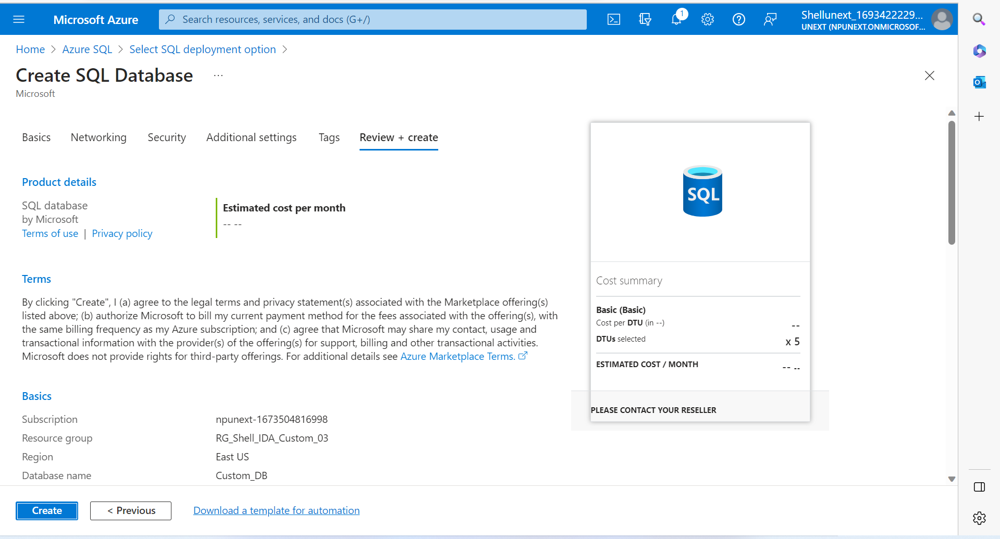 Microsoft Azure
Search resources, services, and docs (G+/)
1
Shellunext_1693422229...
UNEXT (NPUNEXT.ONMICROSOF...
Home > Azure SQL > Select SQL deployment option >
Create SQL Database ...
Microsoft
Basics Networking Security Additional settings Tags Review + create
Product details
SQL database
by Microsoft
Terms of use | Privacy policy
Estimated cost per month
-- --
Terms
By clicking "Create", I (a) agree to the legal terms and privacy statement(s) associated with the Marketplace offering(s)
listed above; (b) authorize Microsoft to bill my current payment method for the fees associated with the offering(s), with
the same billing frequency as my Azure subscription; and (c) agree that Microsoft may share my contact, usage and
transactional information with the provider(s) of the offering(s) for support, billing and other transactional activities.
Microsoft does not provide rights for third-party offerings. For additional details see Azure Marketplace Terms.
Basics
Subscription npunext-1673504816998
Resource group RG_Shell_IDA_Custom_03
Region East US
Database name Custom_DB
SQL
Cost summary
Basic (Basic)
Cost per DTU (in --) --
DTUs selected x 5
ESTIMATED COST / MONTH -- --
PLEASE CONTACT YOUR RESELLER
Create < Previous Download a template for automation